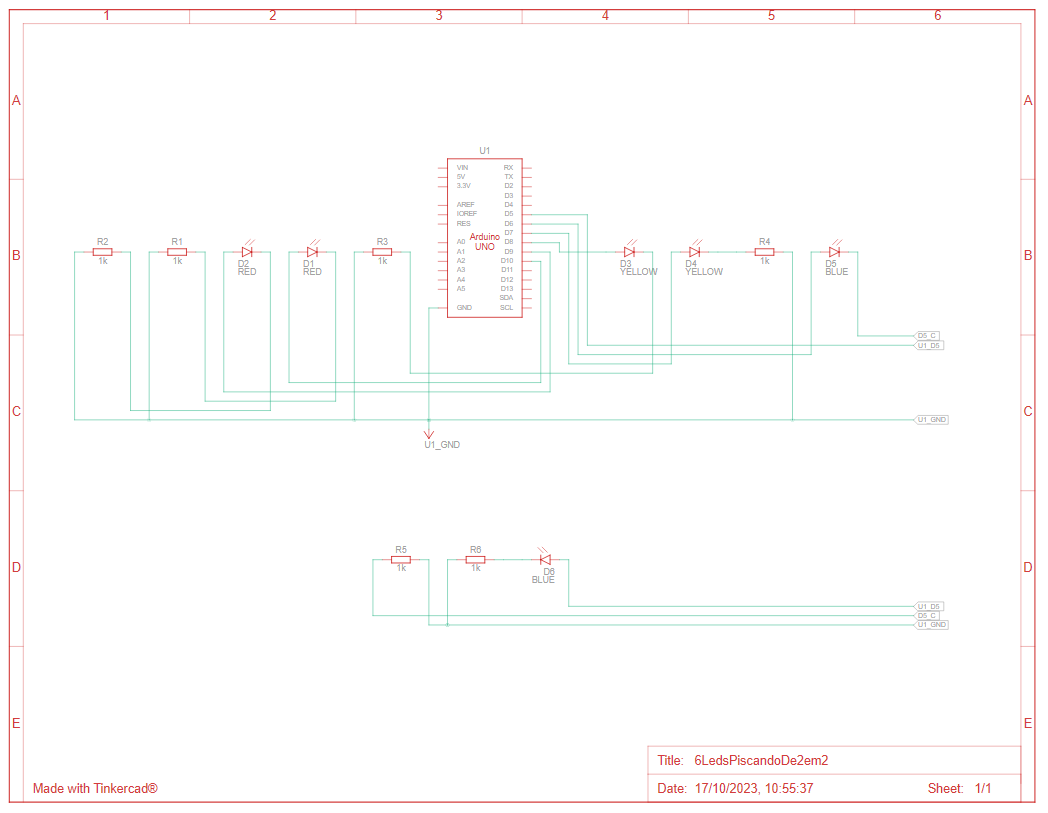 1 2 3 4 5 6
A A
U1
VIN RX
5V TX
3.3V D2
D3
AREF D4
IOREF D5
RES D6
D7
Arduino
UNO
A0 D8
A1 D9
A2 D10
A3 D11
A4 D12
A5 D13
SDA
GND SCL
B B
R2
1k
R1
1k
D2
RED
D1
RED
R3
1k
D3
YELLOW
D4
YELLOW
R4
1k
D5
BLUE
D5_C
U1_D5
C C
U1_GND
U1_GND
D D
R5
1k
R6
1k
D6
BLUE
U1_D5
D5_C
U1_GND
E E
Title: 6LedsPiscandoDe2em2
Made with Tinkercad®
Date: 17/10/2023, 10:55:37 Sheet: 1/1